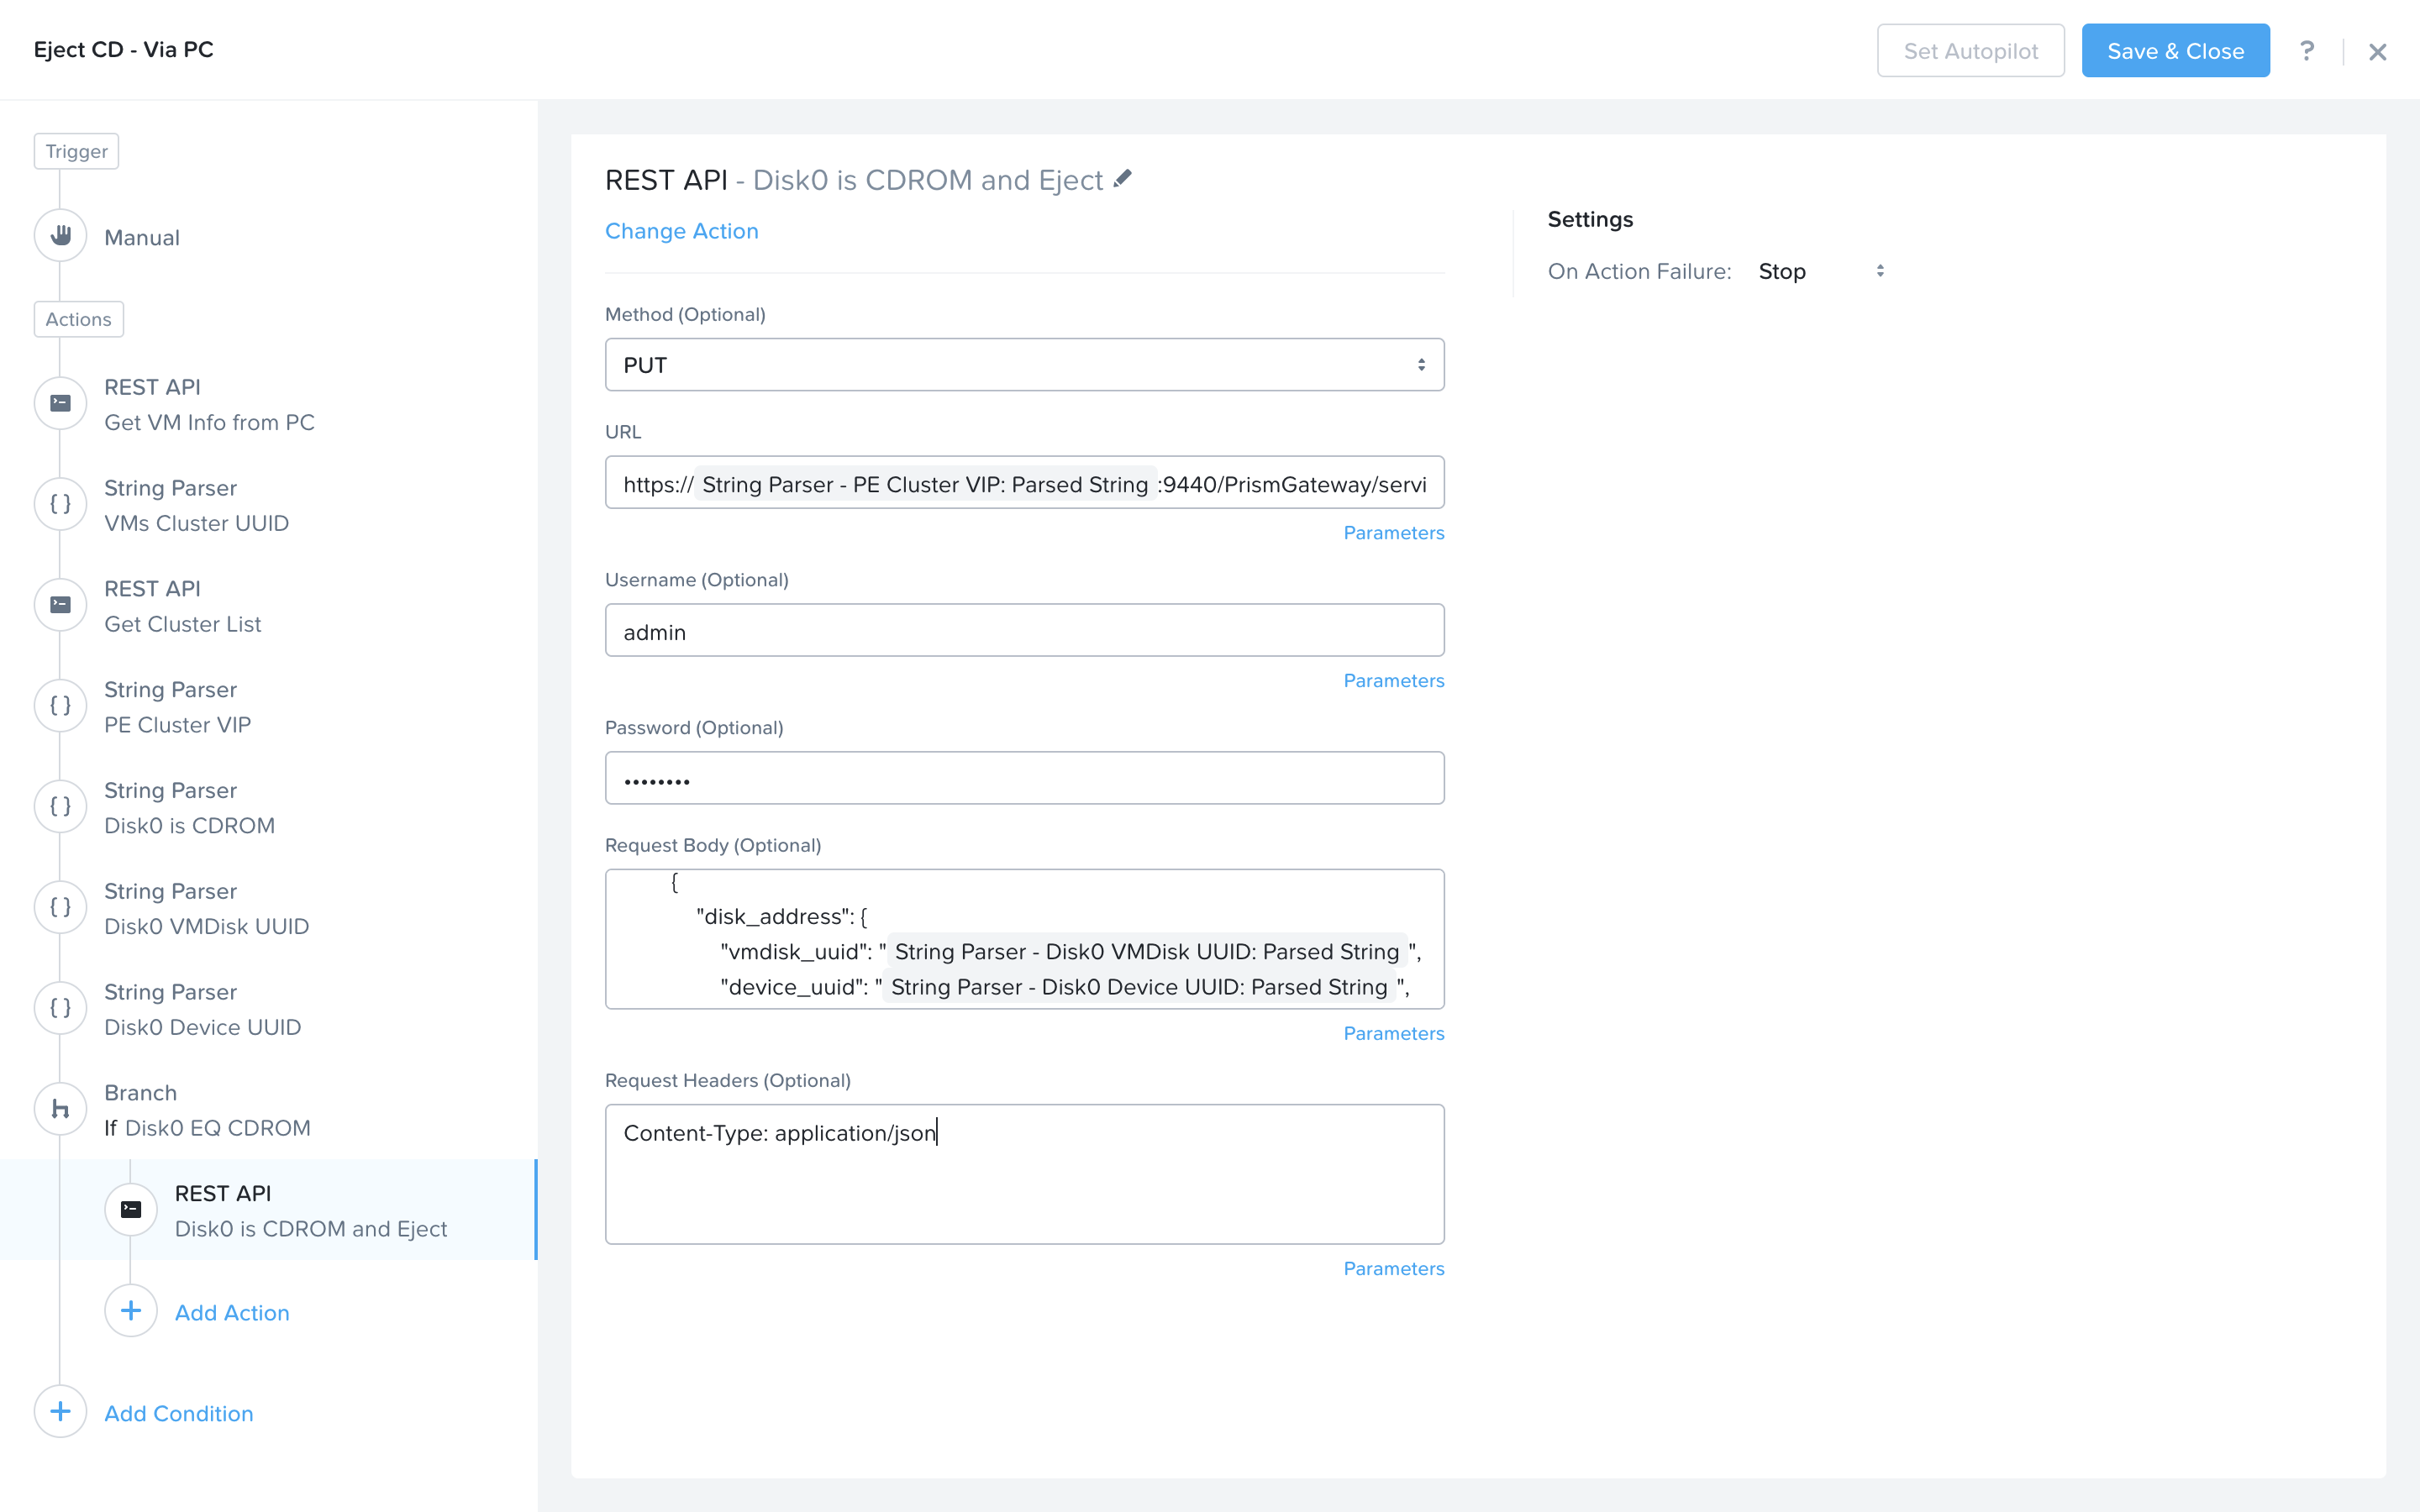 Eject CD - Via PC
Set Autopilot
Save & Close
?
Trigger
Manual
Actions
REST API
Get VM Info from PC
String Parser
VMs Cluster UUID
REST API
Get Cluster List
String Parser
PE Cluster VIP
String Parser
Disk0 is CDROM
String Parser
Disk0 VMDisk UUID
String Parser
Disk0 Device UUID
Branch
If Disk0 EQ CDROM
REST API
Disk0 is CDROM and Eject
Add Action
Add Condition
REST API - Disk0 is CDROM and Eject
Change Action
Method (Optional)
PUT
URL
https:// String Parser - PE Cluster VIP: Parsed String :9440/PrismGateway/servi
Parameters
Username (Optional)
admin
Parameters
Password (Optional)
••••••••
Request Body (Optional)
{
"disk_address": {
"vmdisk_uuid": " String Parser - Disk0 VMDisk UUID: Parsed String ",
"device_uuid": " String Parser - Disk0 Device UUID: Parsed String ",
Parameters
Request Headers (Optional)
Content-Type: application/json
Parameters
Settings
On Action Failure: Stop